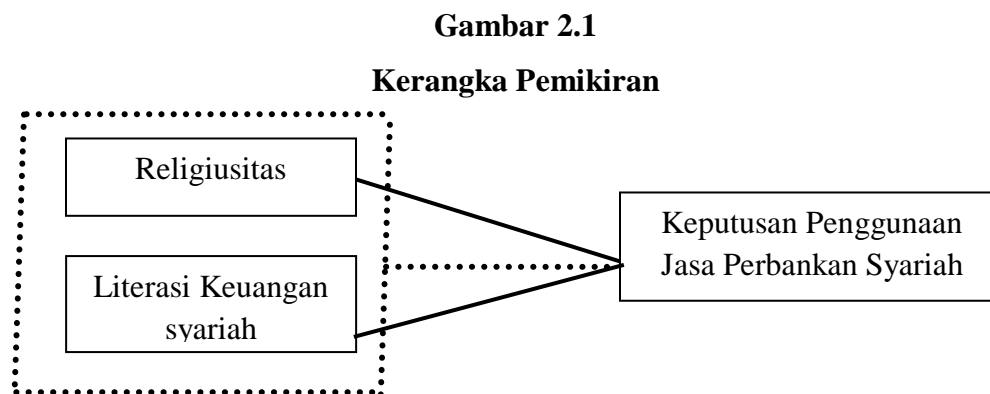 Gambar 2.1
Kerangka Pemikiran
Religiusitas
Literasi Keuangan
syariah
Keputusan Penggunaan
Jasa Perbankan Syariah